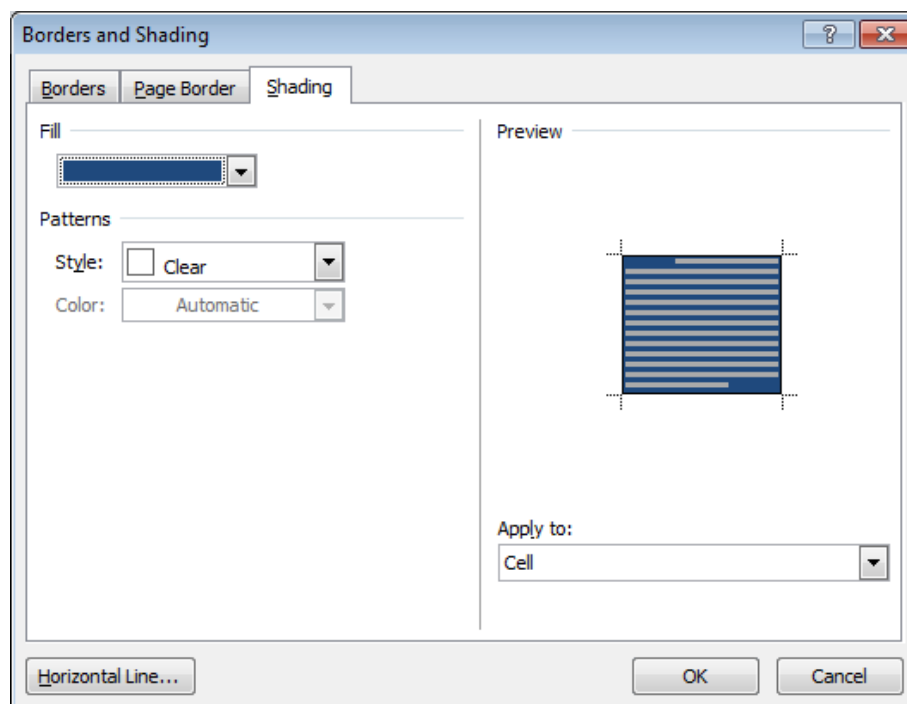 Borders and Shading
Borders Page Border Shading
Fill
Preview
Patterns
Style: Clear
Color: Automatic
Apply to:
Cell
Horizontal Line... OK Cancel